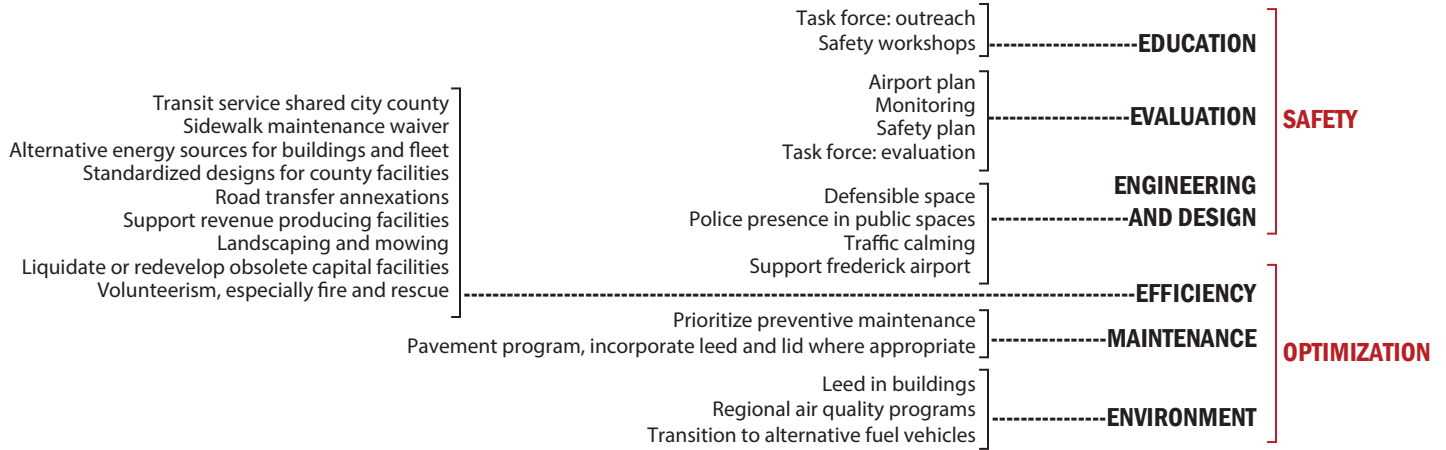 Task force: outreach
Safety workshops
EDUCATION
Airport plan
Monitoring
Safety plan
Task force: evaluation
EVALUATION
SAFETY
Defensible space
Police presence in public spaces
Traffic calming
Support frederick airport
ENGINEERING
AND DESIGN
Transit service shared city county
Sidewalk maintenance waiver
Alternative energy sources for buildings and fleet
Standardized designs for county facilities
Road transfer annexations
Support revenue producing facilities
Landscaping and mowing
Liquidate or redevelop obsolete capital facilities
Volunteerism, especially fire and rescue
EFFICIENCY
Prioritize preventive maintenance
Pavement program, incorporate leed and lid where appropriate
MAINTENANCE
OPTIMIZATION
Leed in buildings
Regional air quality programs
Transition to alternative fuel vehicles
ENVIRONMENT